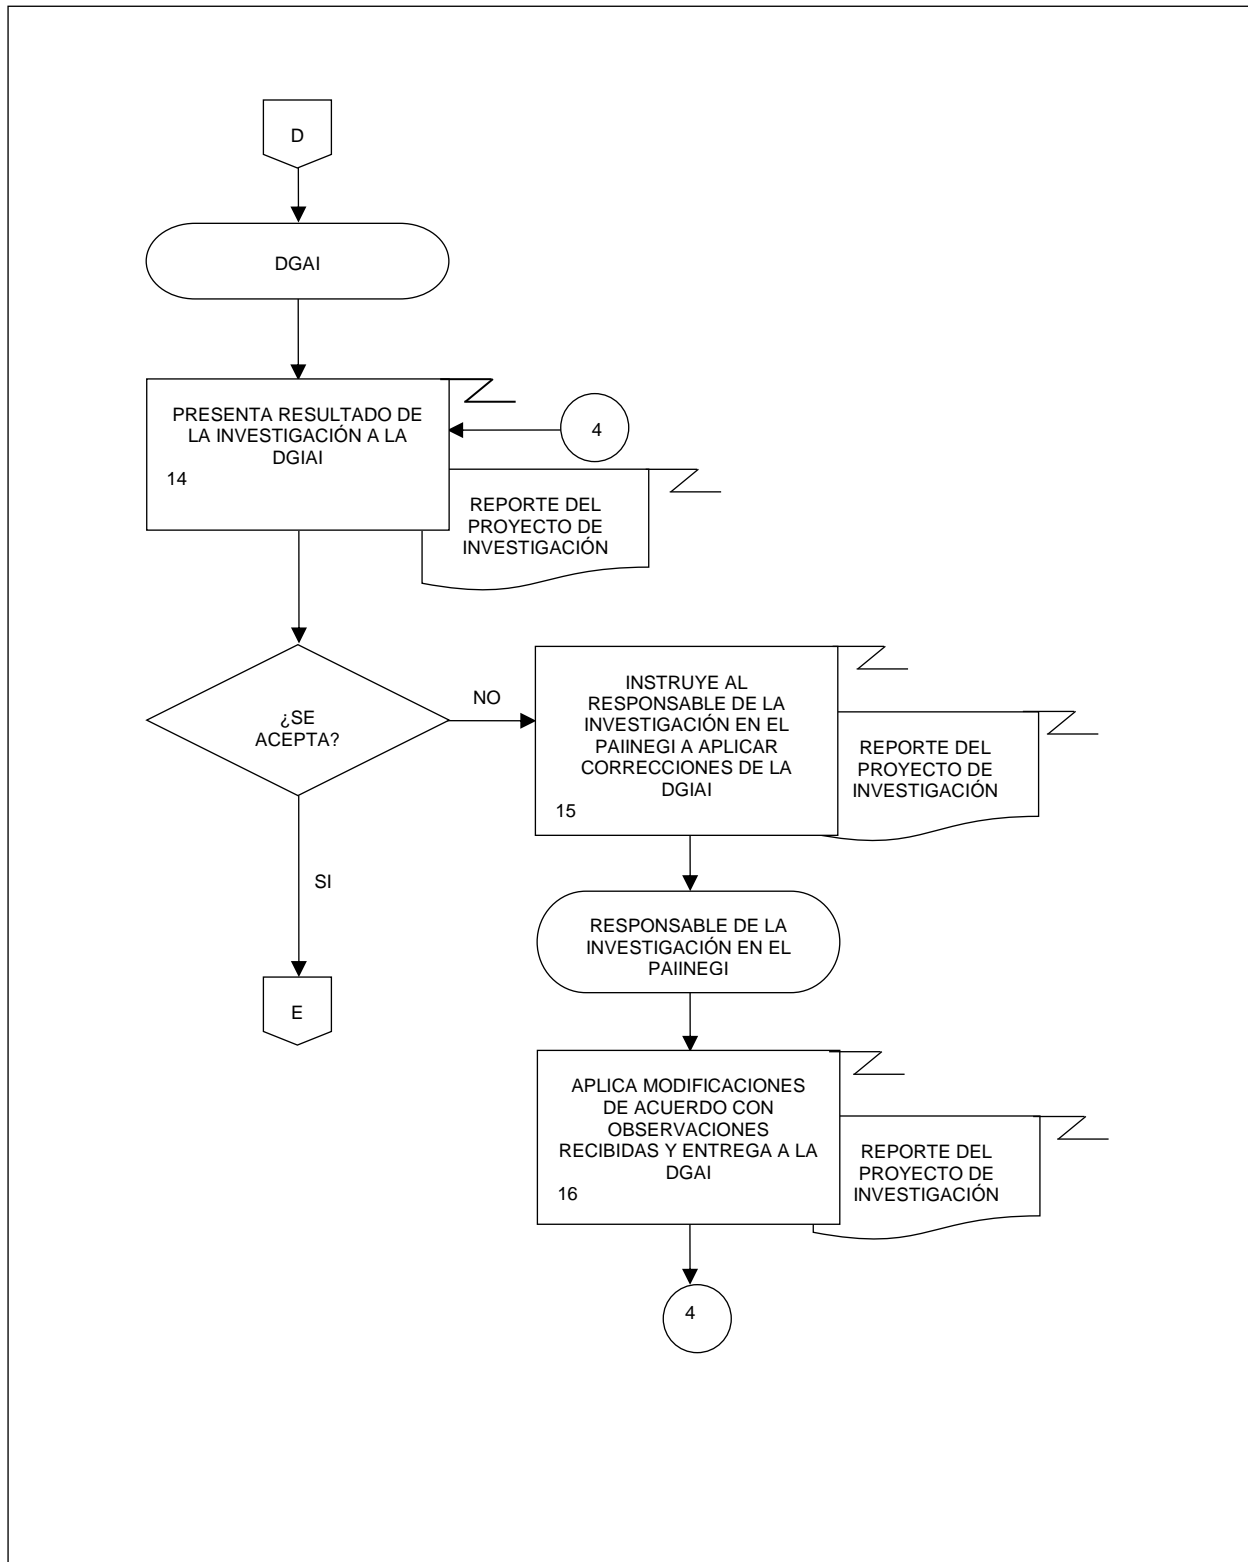 D
DGAI
PRESENTA RESULTADO DE
LA INVESTIGACIÓN A LA
DGIAI
14
4
REPORTE DEL
PROYECTO DE
INVESTIGACIÓN
¿SE
ACEPTA?
NO
INSTRUYE AL
RESPONSABLE DE LA
INVESTIGACIÓN EN EL
PAIINEGI A APLICAR
CORRECCIONES DE LA
DGIAI
15
REPORTE DEL
PROYECTO DE
INVESTIGACIÓN
SI
E
RESPONSABLE DE LA
INVESTIGACIÓN EN EL
PAIINEGI
APLICA MODIFICACIONES
DE ACUERDO CON
OBSERVACIONES
RECIBIDAS Y ENTREGA A LA
DGAI
16
REPORTE DEL
PROYECTO DE
INVESTIGACIÓN
4